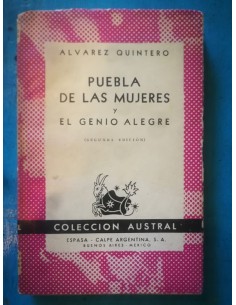 ALVAREZ QUINTERO
PUEBLA
DE LAS MUJERES
y
EL GENIO ALEGRE
(SEGUNDA EDICION)
COLECCION AUSTRAL
ESPASA - CALPE ARGENTINA, S. A.
BUENOS AIRES - MEXICO